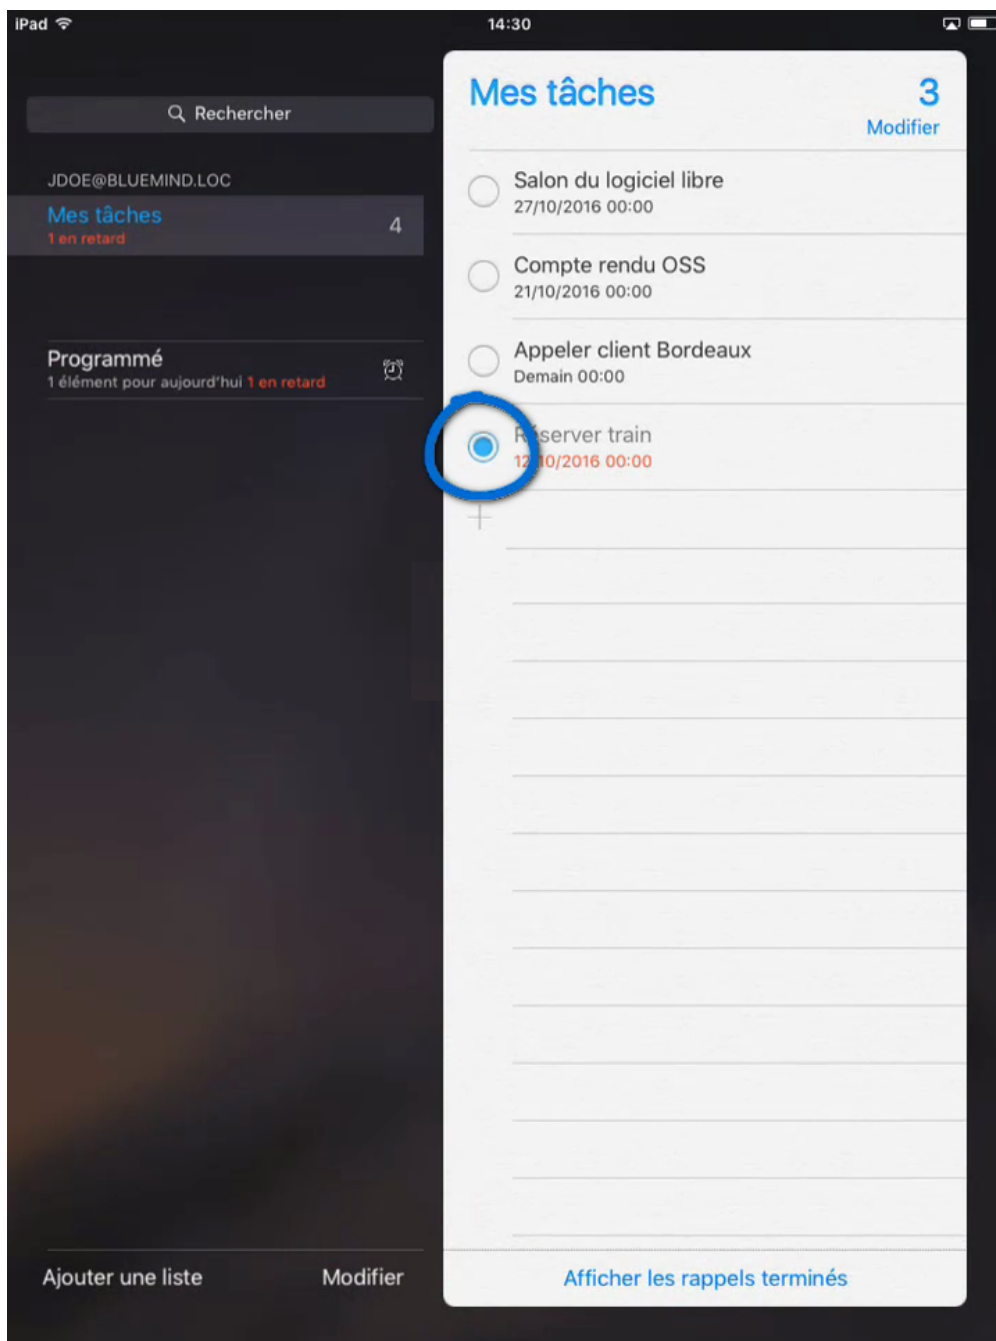 iPad
14:30
Rechercher
JDOE@BLUEMIND.LOC
Mes tâches
4
1 en retard
Programmé
1 élément pour aujourd'hui 1 en retard
Ajouter une liste
Modifier
Mes tâches
3
Modifier
Salon du logiciel libre
27/10/2016 00:00
Compte rendu OSS
21/10/2016 00:00
Appeler client Bordeaux
Demain 00:00
Réserver train
12/10/2016 00:00
Afficher les rappels terminés